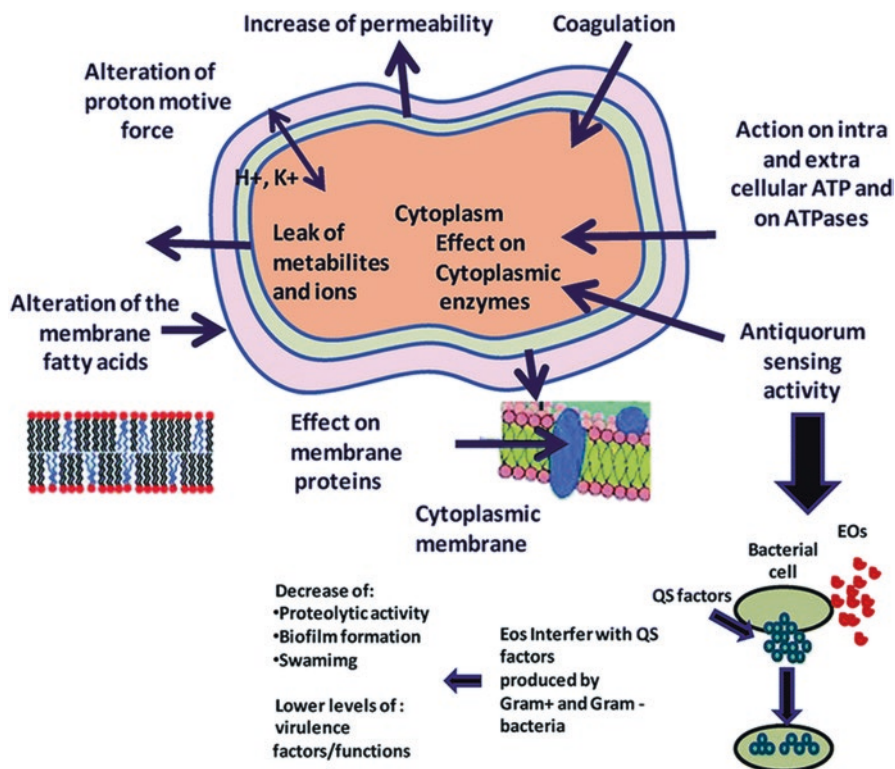 Increase of permeability
Coagulation
Alteration of
proton motive
force
Action on intra
and extra
cellular ATP and
on ATPases
H+, K+
Cytoplasm
Effect on
Cytoplasmic
enzymes
Leak of
metabilites
and ions
Alteration of the
membrane
fatty acids
Antiquorum
sensing
activity
Effect on
membrane
proteins
Cytoplasmic
membrane
EOs
Bacterial
cell
QS factors
Decrease of:
•Proteolytic activity
•Biofilm formation
•Swamimg
Lower levels of :
virulence
factors/functions
Eos Interfer with QS
factors
produced by
Gram+ and Gram -
bacteria